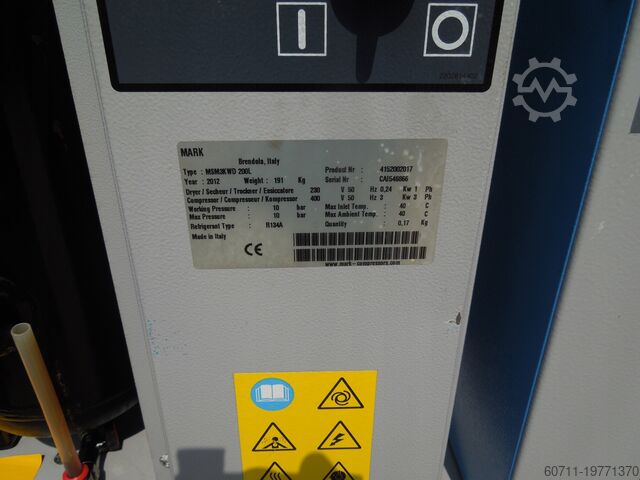 I O
2202814402
MARK
Brendola, Italy
Type : MSM3KWD 200L Product Nr : 4152002017
Year : 2012 Weight : 191 Kg Serial Nr : CAI546866
Dryer / Secheur / Trockner / Essiccatore 230 V 50 Hz 0,24 Kw 1 Ph
Compressor / Compresseur / Kompressor 400 V 50 Hz 3 Kw 3 Ph
Working Pressure : 10 bar Max Inlet Temp. : 40 C
Max Pressure : 10 bar Max Ambient Temp. : 40 C
Refrigerant Type : R134A Quantity : 0,17 Kg
Made in Italy
CE
www.mark-compressors.com
60711-19771370